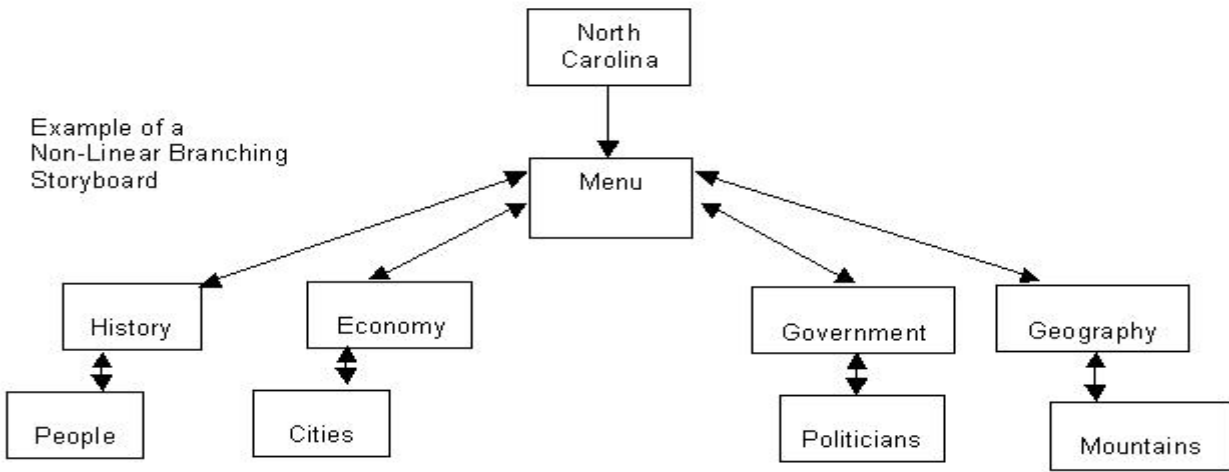 North
Carolina
Example of a
Non-Linear Branching
Storyboard
Menu
History
Economy
Government
Geography
People
Cities
Politicians
Mountains